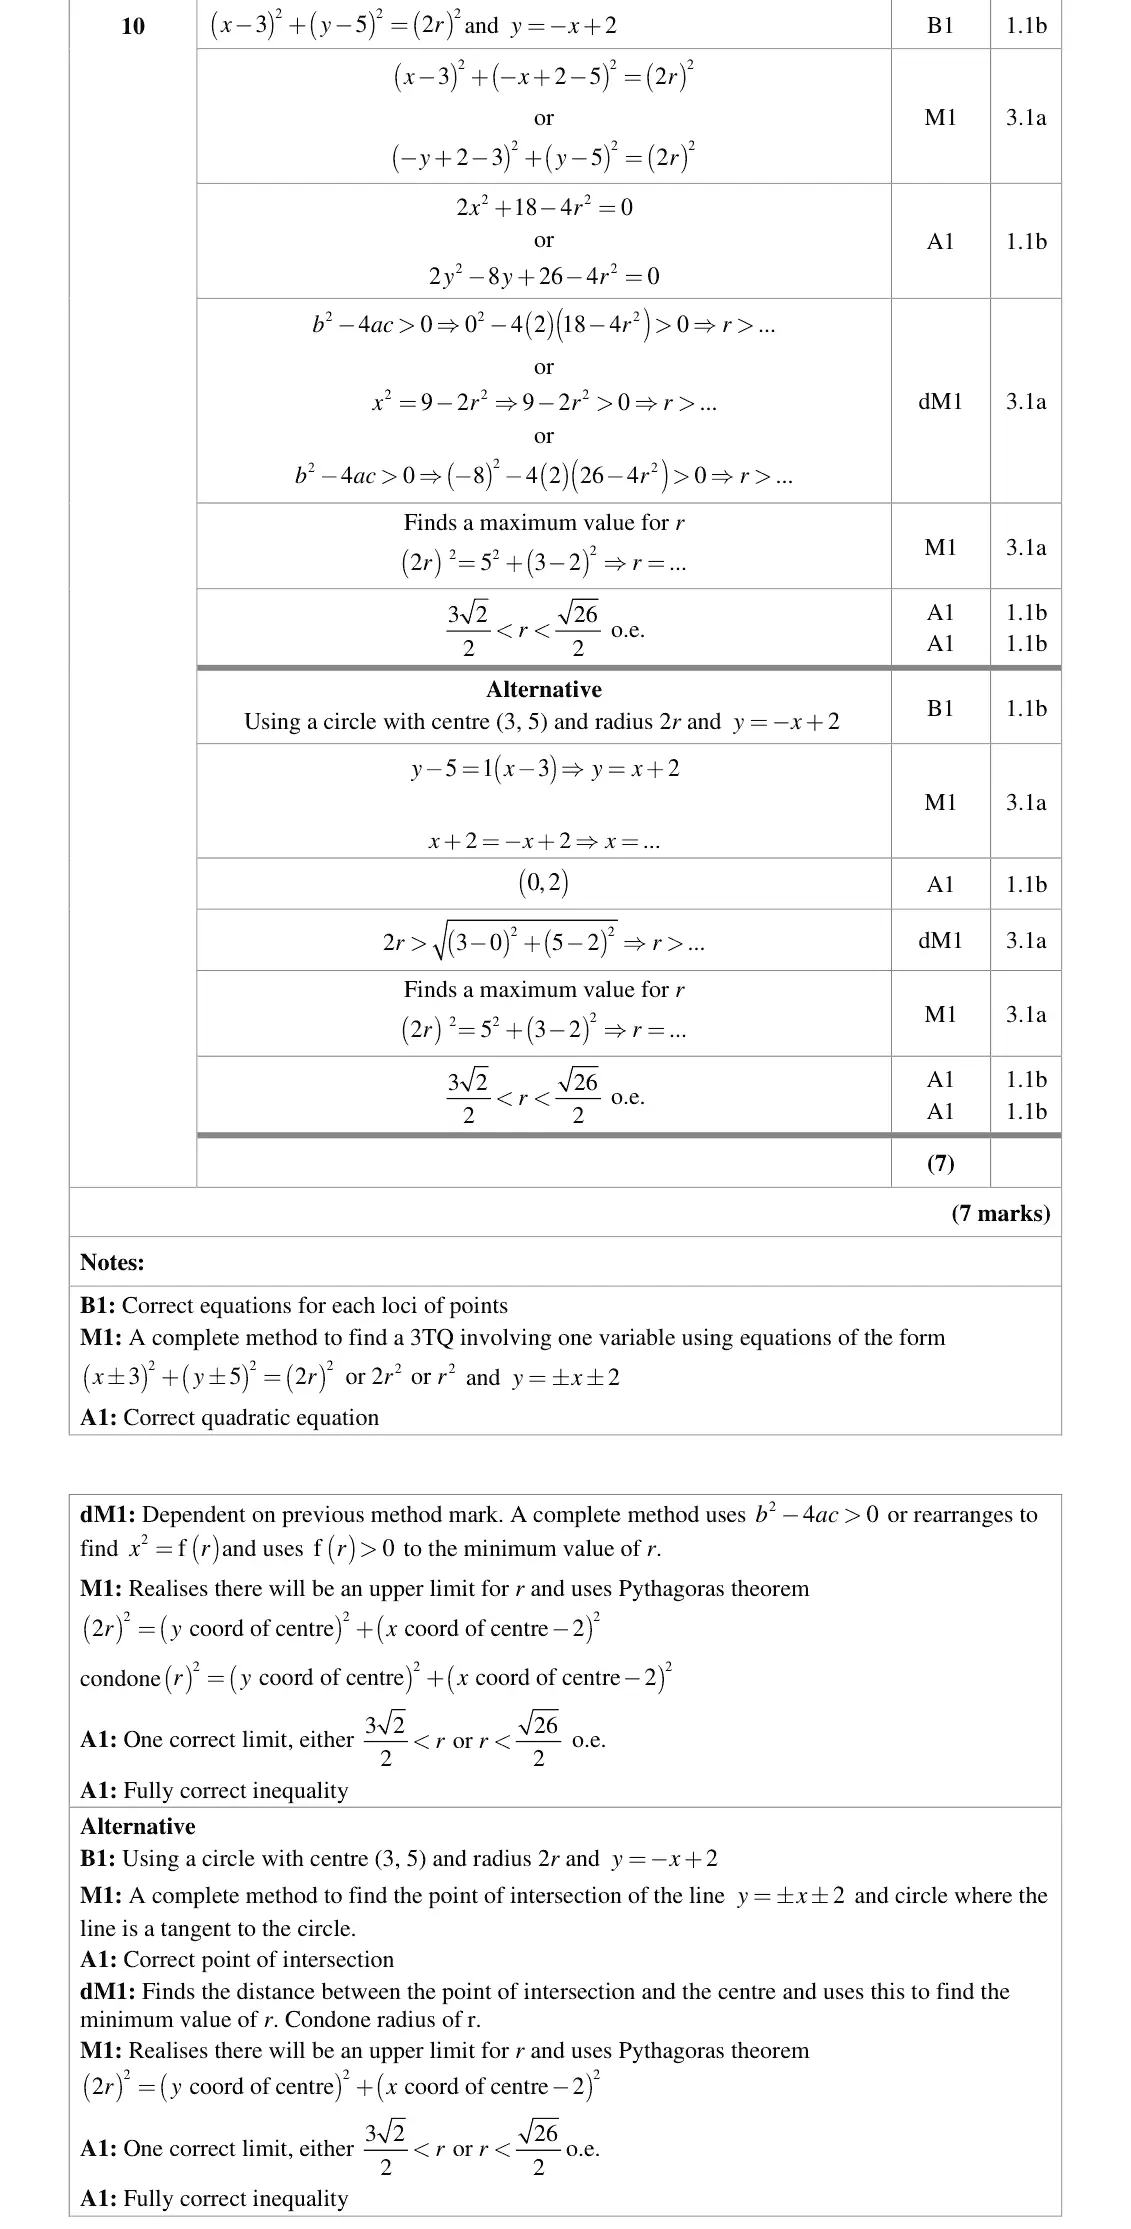 10 (x−3)² + (y−5)² = (2r)² and y = −x + 2 B1 1.1b
(x−3)² + (−x+2−5)² = (2r)²
or
(−y+2−3)² + (y−5)² = (2r)²
M1 3.1a
2x² + 18 − 4r² = 0
or
2y² − 8y + 26 − 4r² = 0
A1 1.1b
b² − 4ac > 0 ⇒ 0² − 4(2)(18 − 4r²) > 0 ⇒ r > ...
or
x² = 9 − 2r² ⇒ 9 − 2r² > 0 ⇒ r > ...
or
b² − 4ac > 0 ⇒ (−8)² − 4(2)(26 − 4r²) > 0 ⇒ r > ...
dM1 3.1a
Finds a maximum value for r
(2r)² = 5² + (3−2)² ⇒ r = ...
M1 3.1a
3√2/2 < r < √26/2 o.e.
A1 1.1b
A1 1.1b
Alternative
Using a circle with centre (3, 5) and radius 2r and y = −x + 2
B1 1.1b
y − 5 = 1(x − 3) ⇒ y = x + 2
x + 2 = −x + 2 ⇒ x = ...
M1 3.1a
(0, 2) A1 1.1b
2r > √((3−0)² + (5−2)²) ⇒ r > ... dM1 3.1a
Finds a maximum value for r
(2r)² = 5² + (3−2)² ⇒ r = ...
M1 3.1a
3√2/2 < r < √26/2 o.e.
A1 1.1b
A1 1.1b
(7)
(7 marks)
Notes:
B1: Correct equations for each loci of points
M1: A complete method to find a 3TQ involving one variable using equations of the form
(x±3)² + (y±5)² = (2r)² or 2r² or r² and y = ±x ± 2
A1: Correct quadratic equation
dM1: Dependent on previous method mark. A complete method uses b² − 4ac > 0 or rearranges to
find x² = f(r) and uses f(r) > 0 to the minimum value of r.
M1: Realises there will be an upper limit for r and uses Pythagoras theorem
(2r)² = (y coord of centre)² + (x coord of centre − 2)²
condone (r)² = (y coord of centre)² + (x coord of centre − 2)²
A1: One correct limit, either 3√2/2 < r or r < √26/2 o.e.
A1: Fully correct inequality
Alternative
B1: Using a circle with centre (3, 5) and radius 2r and y = −x + 2
M1: A complete method to find the point of intersection of the line y = ±x ± 2 and circle where the
line is a tangent to the circle.
A1: Correct point of intersection
dM1: Finds the distance between the point of intersection and the centre and uses this to find the
minimum value of r. Condone radius of r.
M1: Realises there will be an upper limit for r and uses Pythagoras theorem
(2r)² = (y coord of centre)² + (x coord of centre − 2)²
A1: One correct limit, either 3√2/2 < r or r < √26/2 o.e.
A1: Fully correct inequality